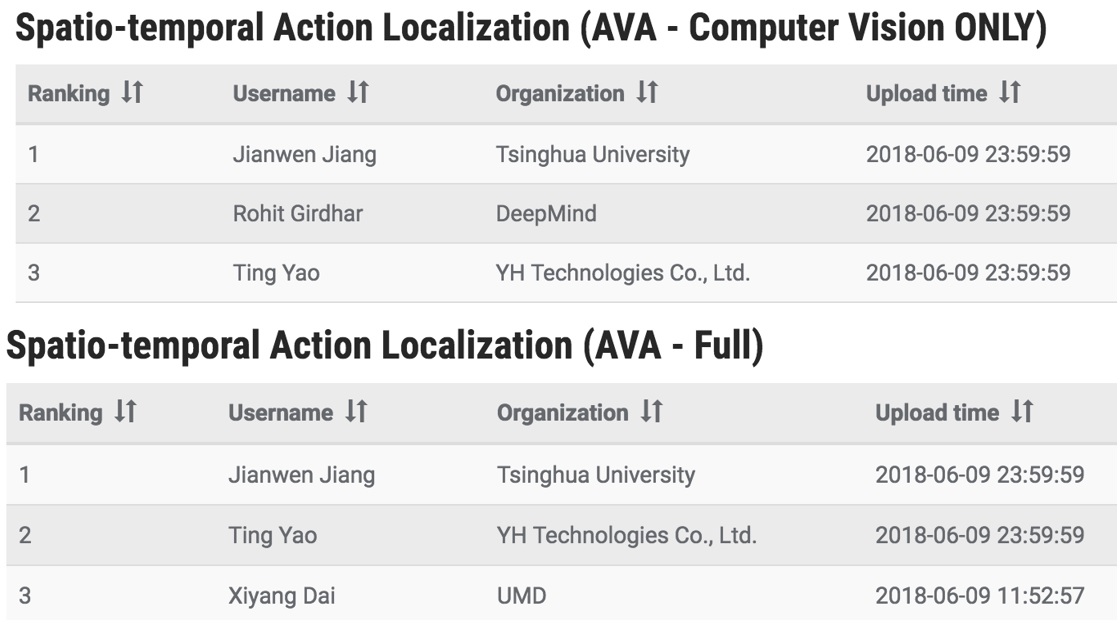 Spatio-temporal Action Localization (AVA - Computer Vision ONLY)
Ranking Username Organization Upload time
1 Jianwen Jiang Tsinghua University 2018-06-09 23:59:59
2 Rohit Girdhar DeepMind 2018-06-09 23:59:59
3 Ting Yao YH Technologies Co., Ltd. 2018-06-09 23:59:59
Spatio-temporal Action Localization (AVA - Full)
Ranking Username Organization Upload time
1 Jianwen Jiang Tsinghua University 2018-06-09 23:59:59
2 Ting Yao YH Technologies Co., Ltd. 2018-06-09 23:59:59
3 Xiyang Dai UMD 2018-06-09 11:52:57